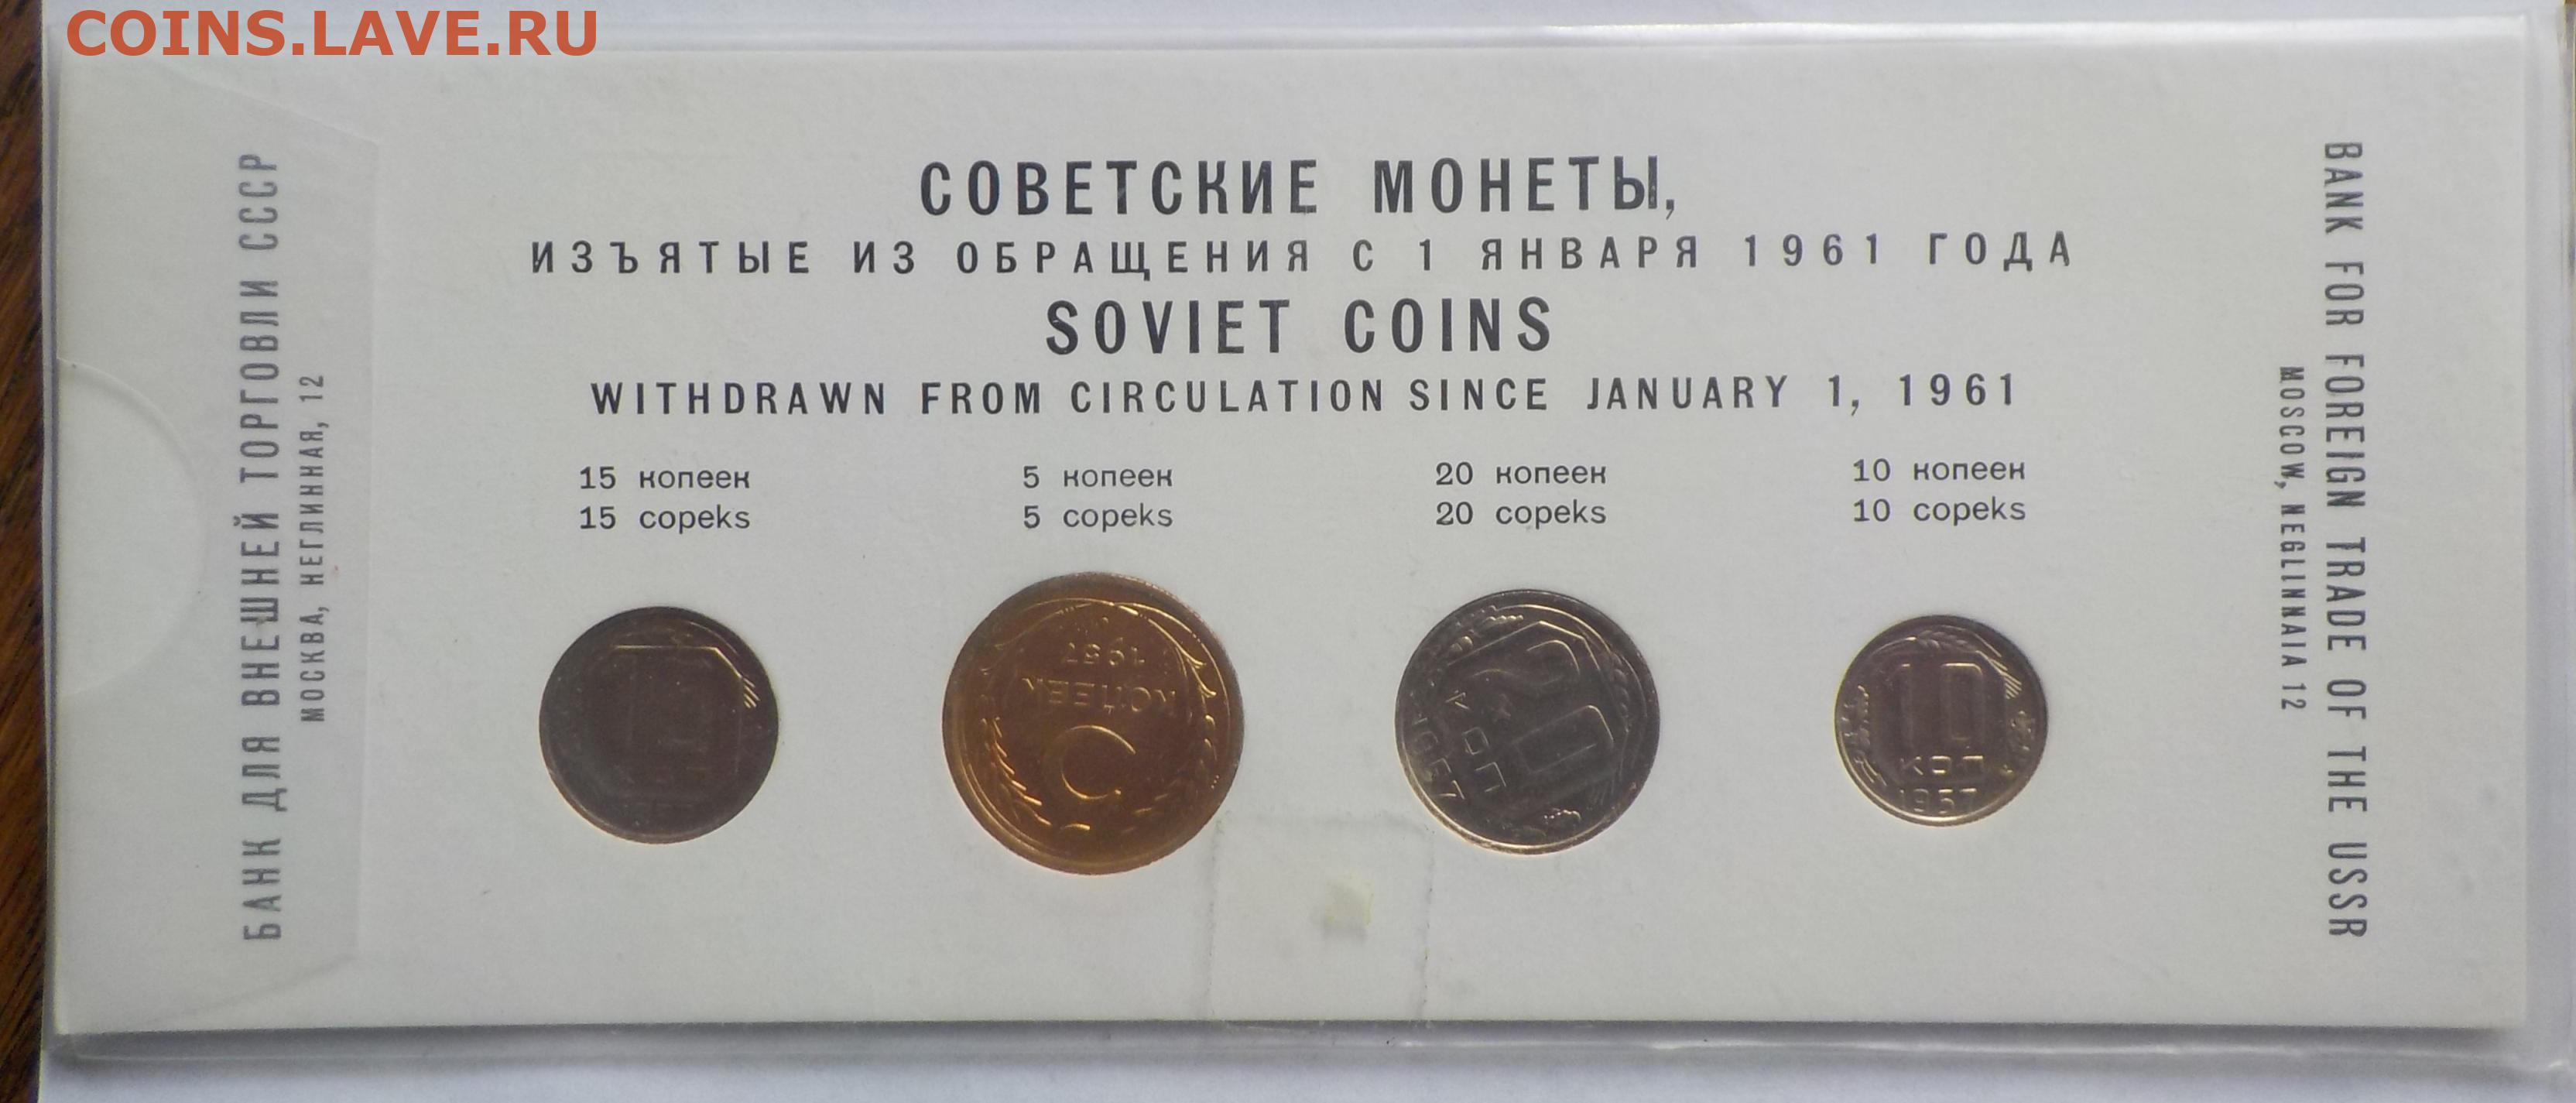 COINS.LAVE.RU
СОВЕТСКИЕ МОНЕТЫ,
ИЗЪЯТЫЕ ИЗ ОБРАЩЕНИЯ С 1 ЯНВАРЯ 1961 ГОДА
SOVIET COINS
WITHDRAWN FROM CIRCULATION SINCE JANUARY 1, 1961
15 копеек
15 copeks
5 копеек
5 copeks
20 копеек
20 copeks
10 копеек
10 copeks
БАНК ДЛЯ ВНЕШНЕЙ ТОРГОВЛИ СССР
МОСКВА, НЕГЛИННАЯ, 12
BANK FOR FOREIGN TRADE OF THE USSR
MOSCOW, NEGLINNAIA 12
15
5
КОПЕЕК
1957
20
КОП
1957
10
КОП
1957